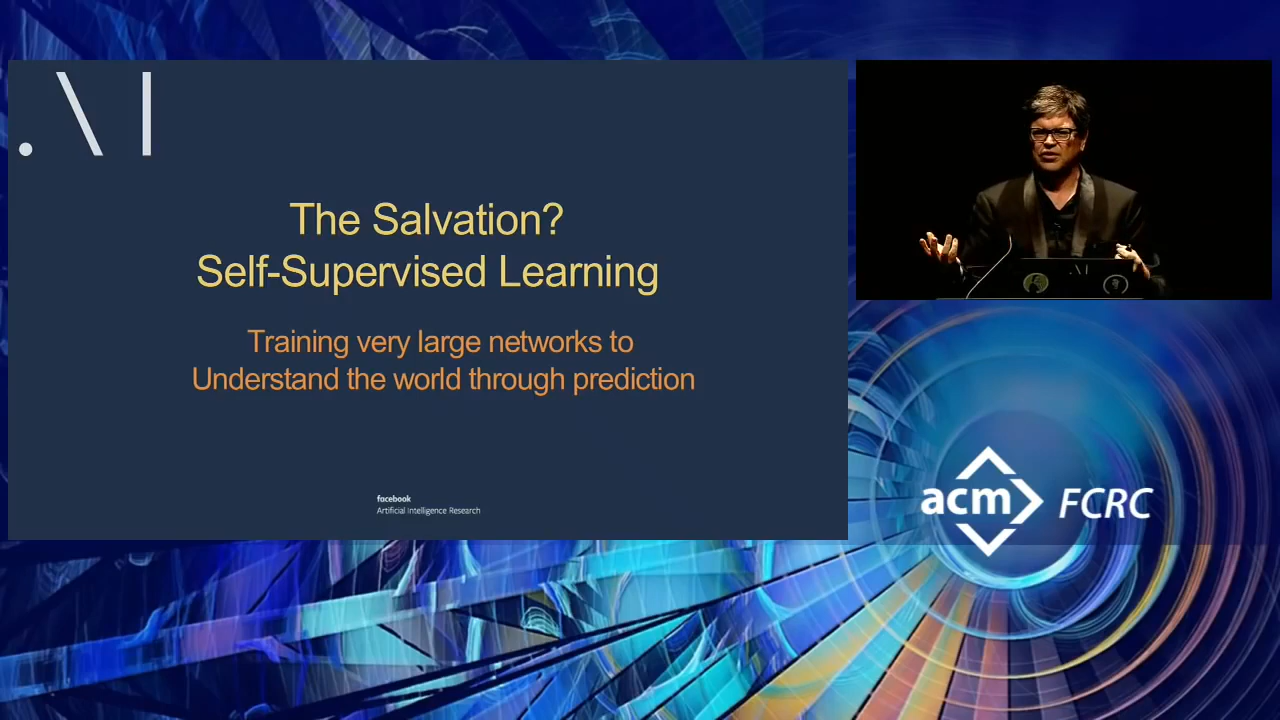 The Salvation?
Self-Supervised Learning
Training very large networks to
Understand the world through prediction
facebook
Artificial Intelligence Research
acm FCRC